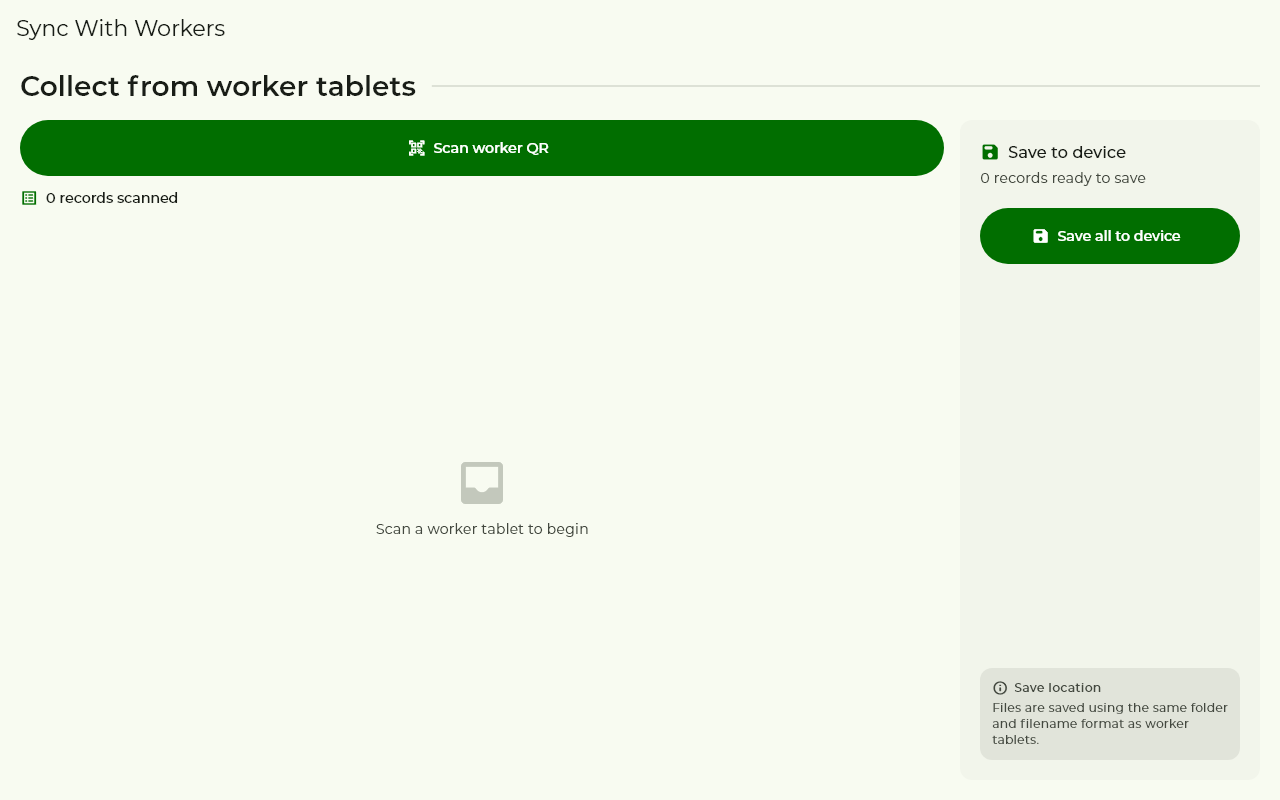 Sync With Workers
Collect from worker tablets
Scan worker QR
0 records scanned
Scan a worker tablet to begin
Save to device
0 records ready to save
Save all to device
Save location
Files are saved using the same folder
and filename format as worker
tablets.